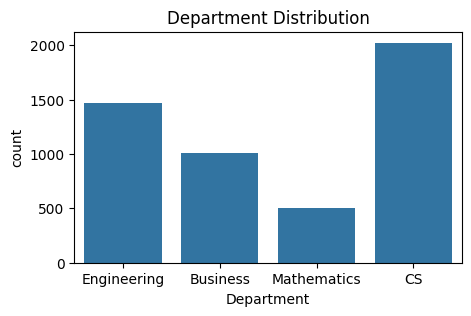 Department Distribution
2000
1500
1000
500
0
count
Engineering Business Mathematics CS
Department